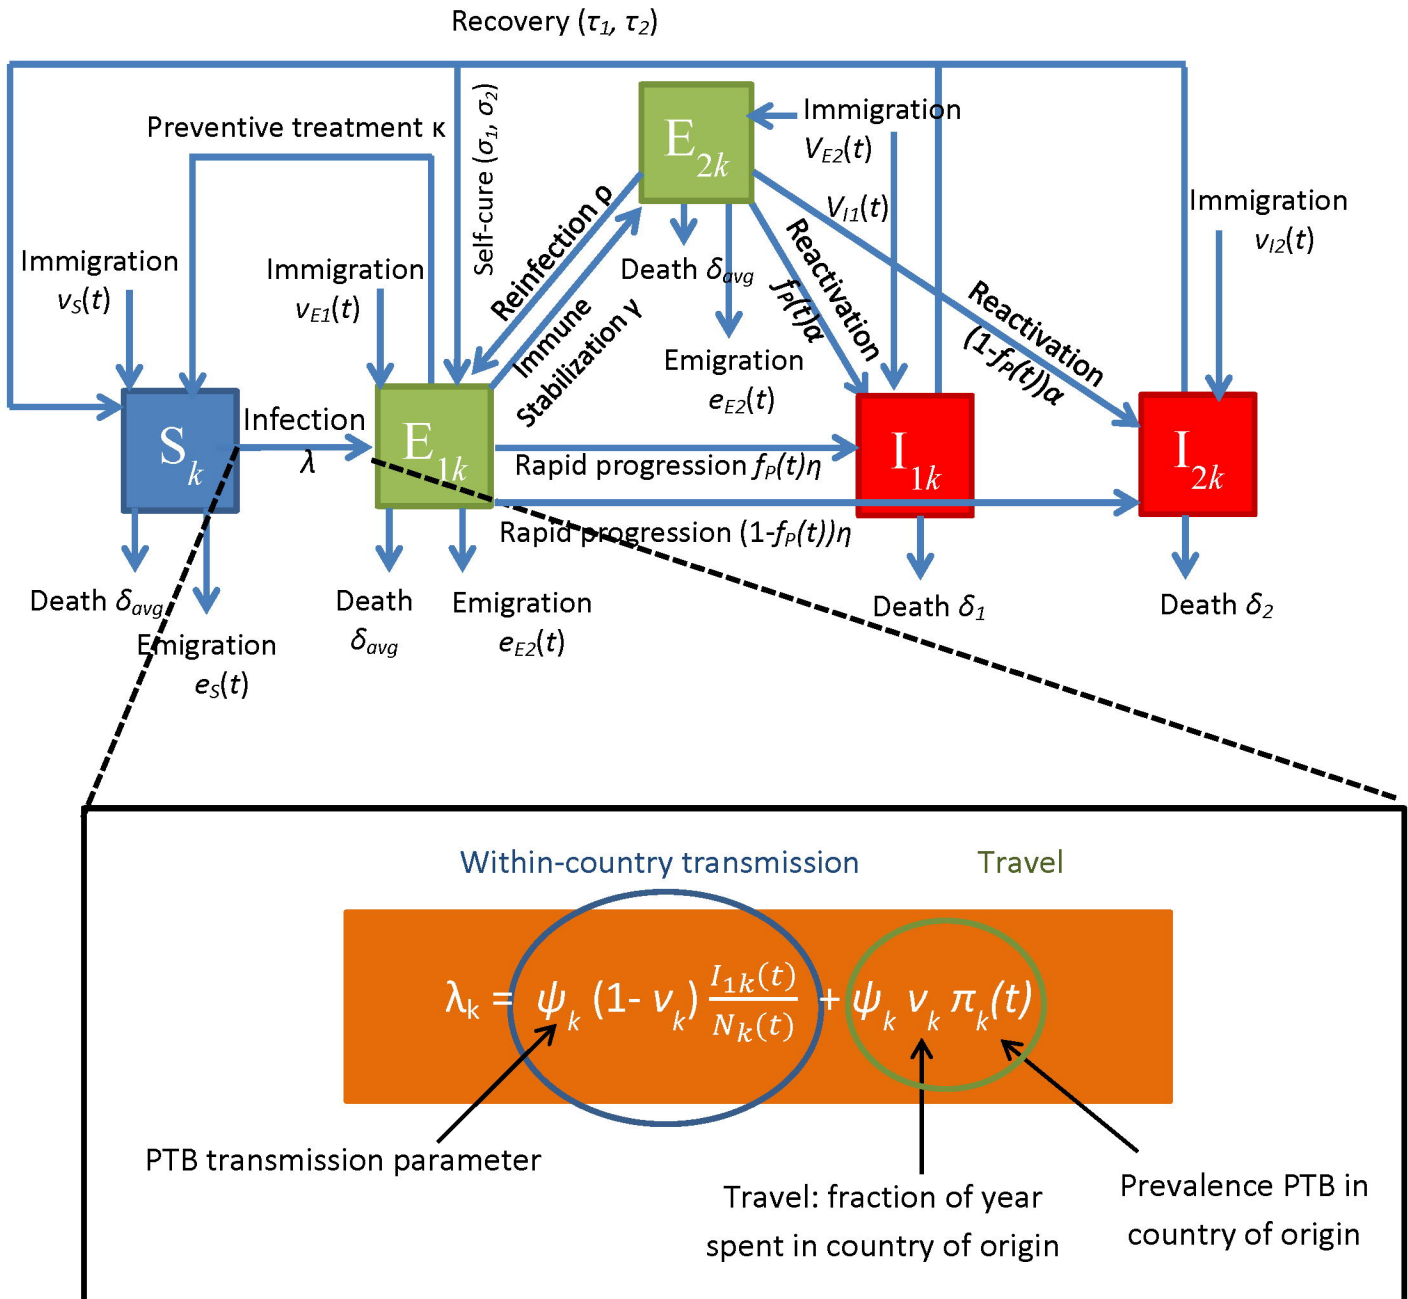 Recovery (τ1, τ2)
Preventive treatment κ
Self-cure (σ1, σ2)
E2k
Immigration
VE2(t)
VI1(t)
Immigration
vI2(t)
Immigration
vS(t)
Immigration
vE1(t)
Reinfection ρ
Immune
Stabilization γ
Death δavg
Emigration
eE2(t)
Reactivation
fP(t)α
Reactivation
(1-fP(t))α
Sk
Infection
λ
E1k
Rapid progression fP(t)η
Rapid progression (1-fP(t))η
I1k
I2k
Death δavg
Emigration
eS(t)
Death
δavg
Emigration
eE2(t)
Death δ1
Death δ2
Within-country transmission
Travel
λk = ψk (1- νk) I1k(t)/Nk(t) + ψk νk πk(t)
PTB transmission parameter
Travel: fraction of year
spent in country of origin
Prevalence PTB in
country of origin